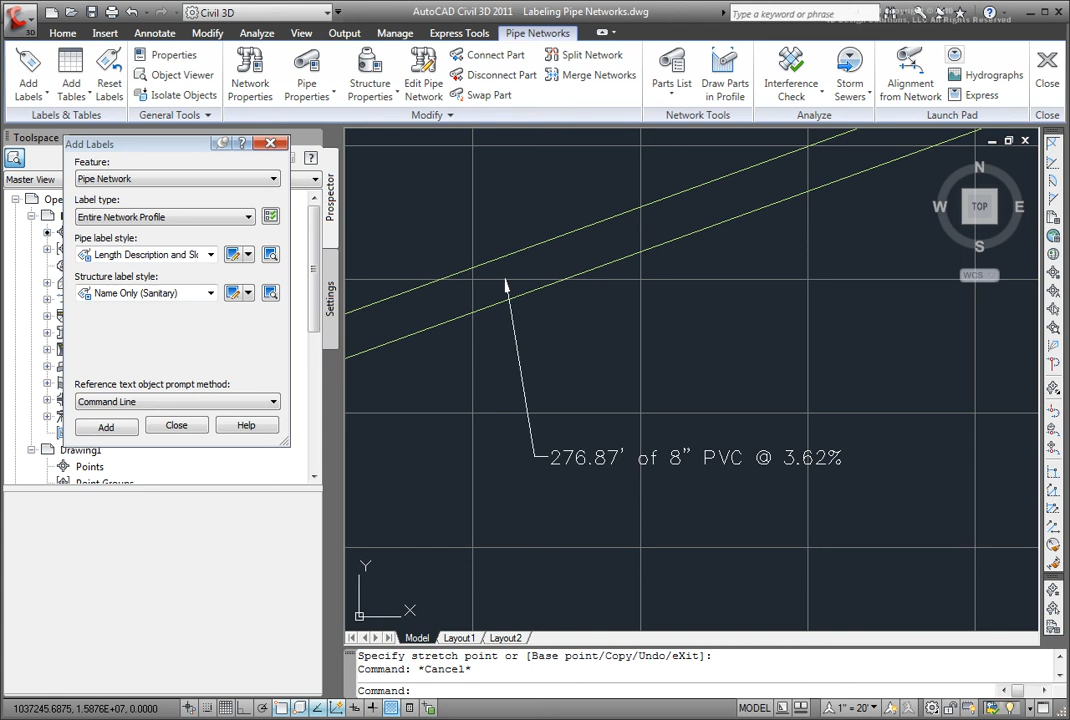 Civil 3D
AutoCAD Civil 3D 2011
Labeling Pipe Networks.dwg
Type a keyword or phrase
3D
Home
Insert
Annotate
Modify
Analyze
View
Output
Manage
Express Tools
Pipe Networks
Add Labels
Add Tables
Reset Labels
Properties
Object Viewer
Isolate Objects
Network Properties
Pipe Properties
Structure Properties
Edit Pipe Network
Connect Part
Disconnect Part
Swap Part
Split Network
Merge Networks
Parts List
Draw Parts in Profile
Interference Check
Storm Sewers
Alignment from Network
Hydrographs
Express
Close
Labels & Tables
General Tools
Modify
Network Tools
Analyze
Launch Pad
Close
Toolspace
Master View
Prospector
Settings
Add Labels
Feature:
Pipe Network
Label type:
Entire Network Profile
Pipe label style:
Length Description and Slo
Structure label style:
Name Only (Sanitary)
Reference text object prompt method:
Command Line
Add
Close
Help
Ope
Drawing1
Points
Point Groups
N
W
TOP
E
S
WCS
276.87' of 8" PVC @ 3.62%
Y
X
Model
Layout1
Layout2
Specify stretch point or [Base point/Copy/Undo/eXit]:
Command: *Cancel*
Command:
1037245.6875, 1.5876E+07, 0.0000
MODEL
1" = 20'